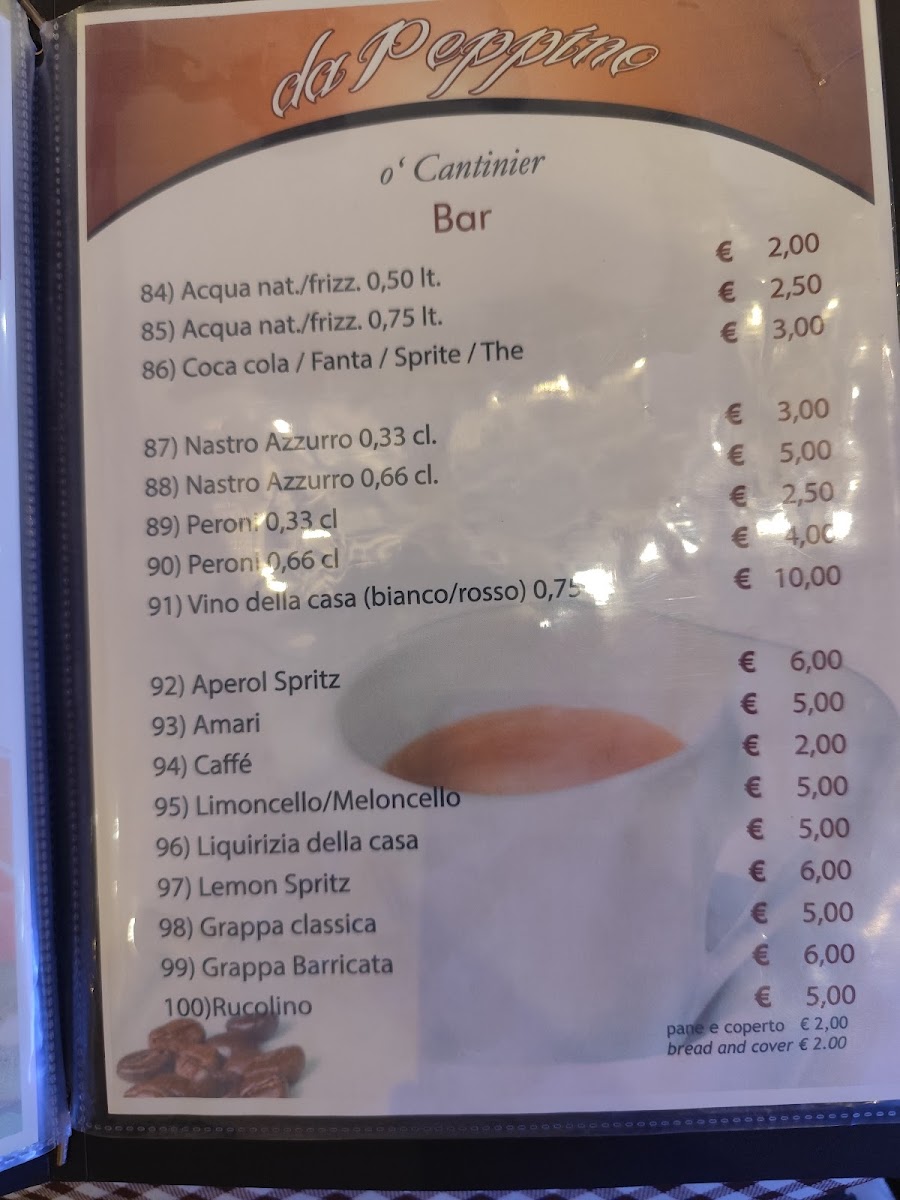 da Peppino
o' Cantinier
Bar
84) Acqua nat./frizz. 0,50 lt. € 2,00
85) Acqua nat./frizz. 0,75 lt. € 2,50
86) Coca cola / Fanta / Sprite / The € 3,00
87) Nastro Azzurro 0,33 cl. € 3,00
88) Nastro Azzurro 0,66 cl. € 5,00
89) Peroni 0,33 cl € 2,50
90) Peroni 0,66 cl € 4,00
91) Vino della casa (bianco/rosso) 0,75 € 10,00
92) Aperol Spritz € 6,00
93) Amari € 5,00
94) Caffé € 2,00
95) Limoncello/Meloncello € 5,00
96) Liquirizia della casa € 5,00
97) Lemon Spritz € 6,00
98) Grappa classica € 5,00
99) Grappa Barricata € 6,00
100)Rucolino € 5,00
pane e coperto € 2,00
bread and cover € 2.00